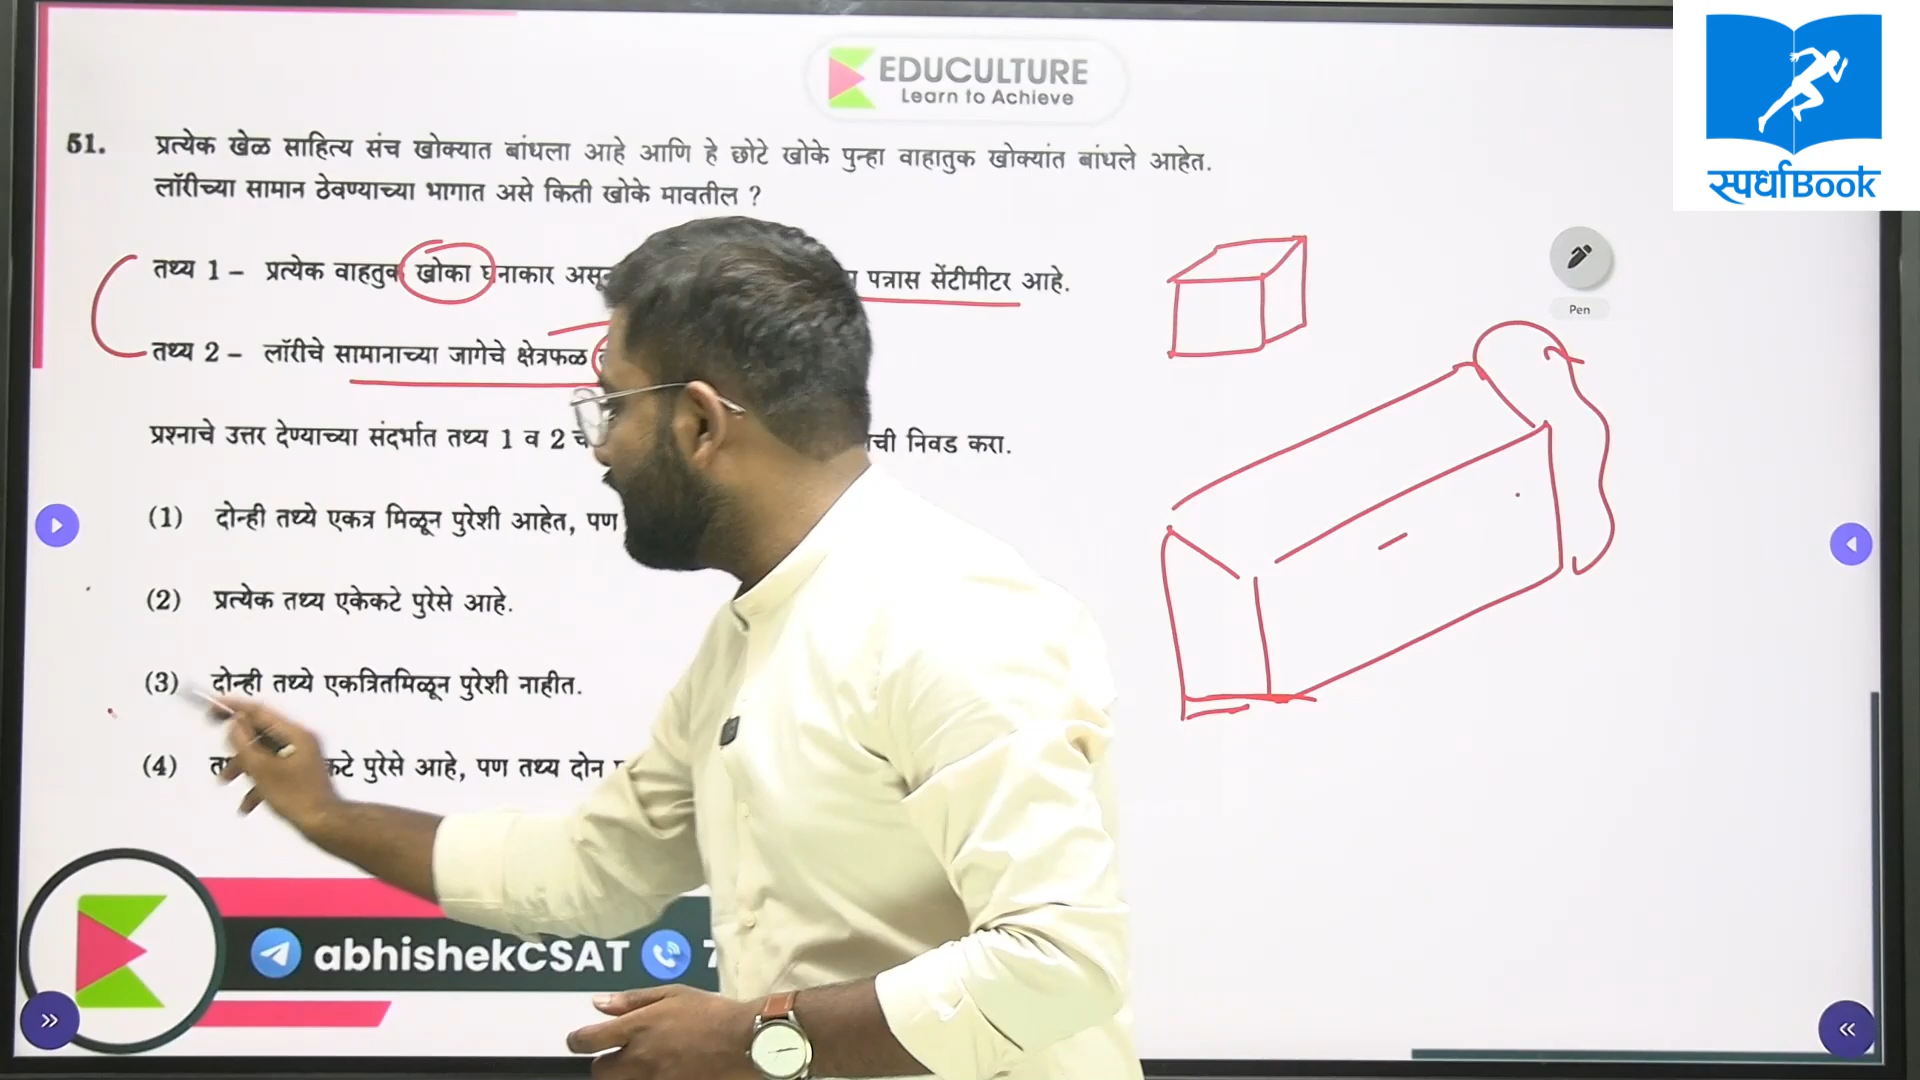 EDUCULTURE
Learn to Achieve
स्पर्धाBook
51. प्रत्येक खेळ साहित्य संच खोक्यात बांधला आहे आणि हे छोटे खोके पुन्हा वाहातुक खोक्यांत बांधले आहेत.
लॉरीच्या सामान ठेवण्याच्या भागात असे किती खोके मावतील ?
तथ्य 1 – प्रत्येक वाहतुक खोका घनाकार पन्नास सेंटीमीटर आहे.
Pen
तथ्य 2 – लॉरीचे सामानाच्या जागेचे क्षेत्रफळ
प्रश्नाचे उत्तर देण्याच्या संदर्भात तथ्य 1 व 2 निवड करा.
(1) दोन्ही तथ्ये एकत्र मिळून पुरेशी आहेत, पण
(2) प्रत्येक तथ्य एकेकटे पुरेसे आहे.
(3) दोन्ही तथ्ये एकत्रितमिळून पुरेशी नाहीत.
(4) पुरेसे आहे, पण तथ्य दोन
abhishekCSAT 7